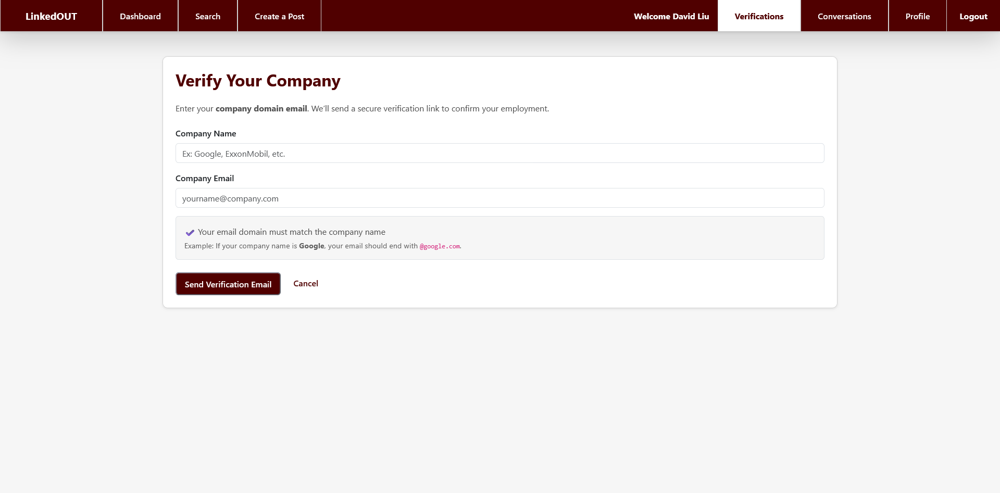 LinkedOUT Dashboard Search Create a Post Welcome David Liu Verifications Conversations Profile Logout
Verify Your Company
Enter your company domain email. We’ll send a secure verification link to confirm your employment.
Company Name
Ex: Google, ExxonMobil, etc.
Company Email
yourname@company.com
Your email domain must match the company name
Example: If your company name is Google, your email should end with @google.com.
Send Verification Email Cancel